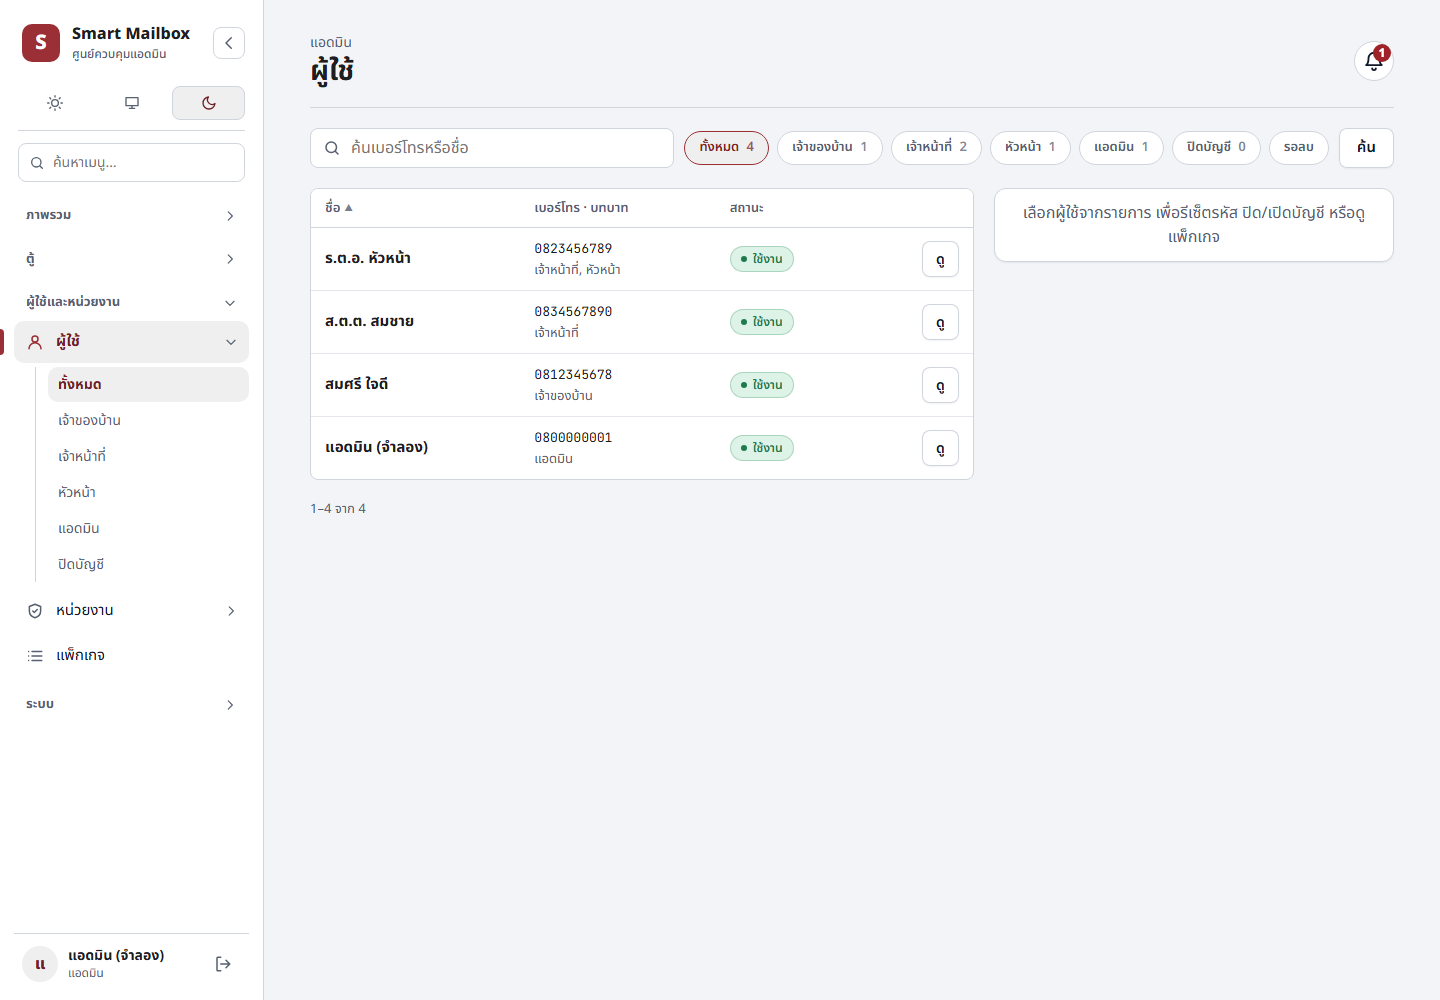 S
Smart Mailbox
ศูนย์ควบคุมแอดมิน
ค้นหาเมนู...
ภาพรวม
ตู้
ผู้ใช้และหน่วยงาน
ผู้ใช้
ทั้งหมด
เจ้าของบ้าน
เจ้าหน้าที่
หัวหน้า
แอดมิน
ปิดบัญชี
หน่วยงาน
แพ็กเกจ
ระบบ
แ
แอดมิน (จำลอง)
แอดมิน
แอดมิน
ผู้ใช้
1
ค้นเบอร์โทรหรือชื่อ
ทั้งหมด 4
เจ้าของบ้าน 1
เจ้าหน้าที่ 2
หัวหน้า 1
แอดมิน 1
ปิดบัญชี 0
รอลบ
ค้น
ชื่อ ▲ เบอร์โทร · บทบาท สถานะ
ร.ต.อ. หัวหน้า
0823456789
เจ้าหน้าที่, หัวหน้า
ใช้งาน
ดู
ส.ต.ต. สมชาย
0834567890
เจ้าหน้าที่
ใช้งาน
ดู
สมศรี ใจดี
0812345678
เจ้าของบ้าน
ใช้งาน
ดู
แอดมิน (จำลอง)
0800000001
แอดมิน
ใช้งาน
ดู
1–4 จาก 4
เลือกผู้ใช้จากรายการ เพื่อรีเซ็ตรหัส ปิด/เปิดบัญชี หรือดู
แพ็กเกจ